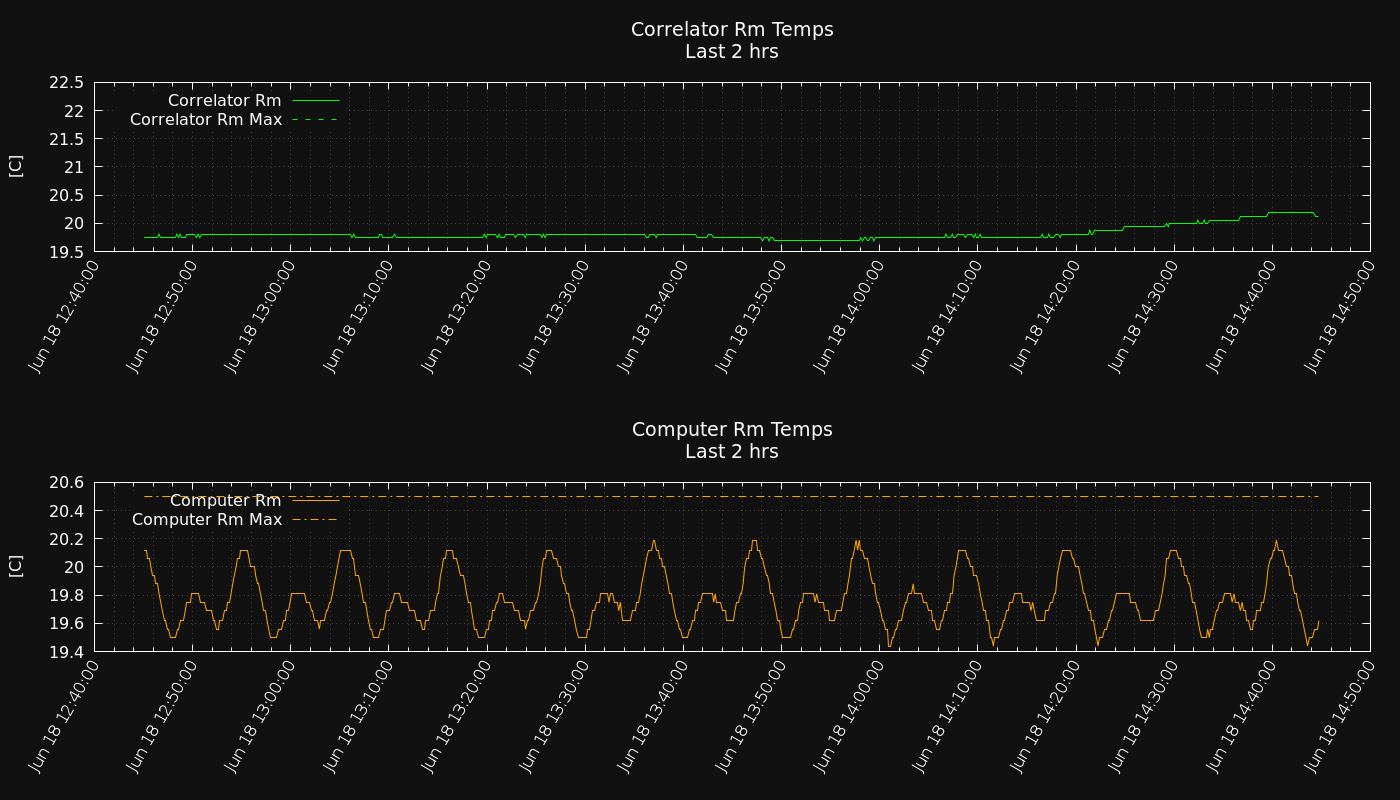 Correlator Rm Temps
Last 2 hrs
22.5
22
21.5
21
20.5
20
19.5
[C]
Correlator Rm
Correlator Rm Max
Jun 18 12:40:00
Jun 18 12:50:00
Jun 18 13:00:00
Jun 18 13:10:00
Jun 18 13:20:00
Jun 18 13:30:00
Jun 18 13:40:00
Jun 18 13:50:00
Jun 18 14:00:00
Jun 18 14:10:00
Jun 18 14:20:00
Jun 18 14:30:00
Jun 18 14:40:00
Jun 18 14:50:00
Computer Rm Temps
Last 2 hrs
20.6
20.4
20.2
20
19.8
19.6
19.4
[C]
Computer Rm
Computer Rm Max
Jun 18 12:40:00
Jun 18 12:50:00
Jun 18 13:00:00
Jun 18 13:10:00
Jun 18 13:20:00
Jun 18 13:30:00
Jun 18 13:40:00
Jun 18 13:50:00
Jun 18 14:00:00
Jun 18 14:10:00
Jun 18 14:20:00
Jun 18 14:30:00
Jun 18 14:40:00
Jun 18 14:50:00